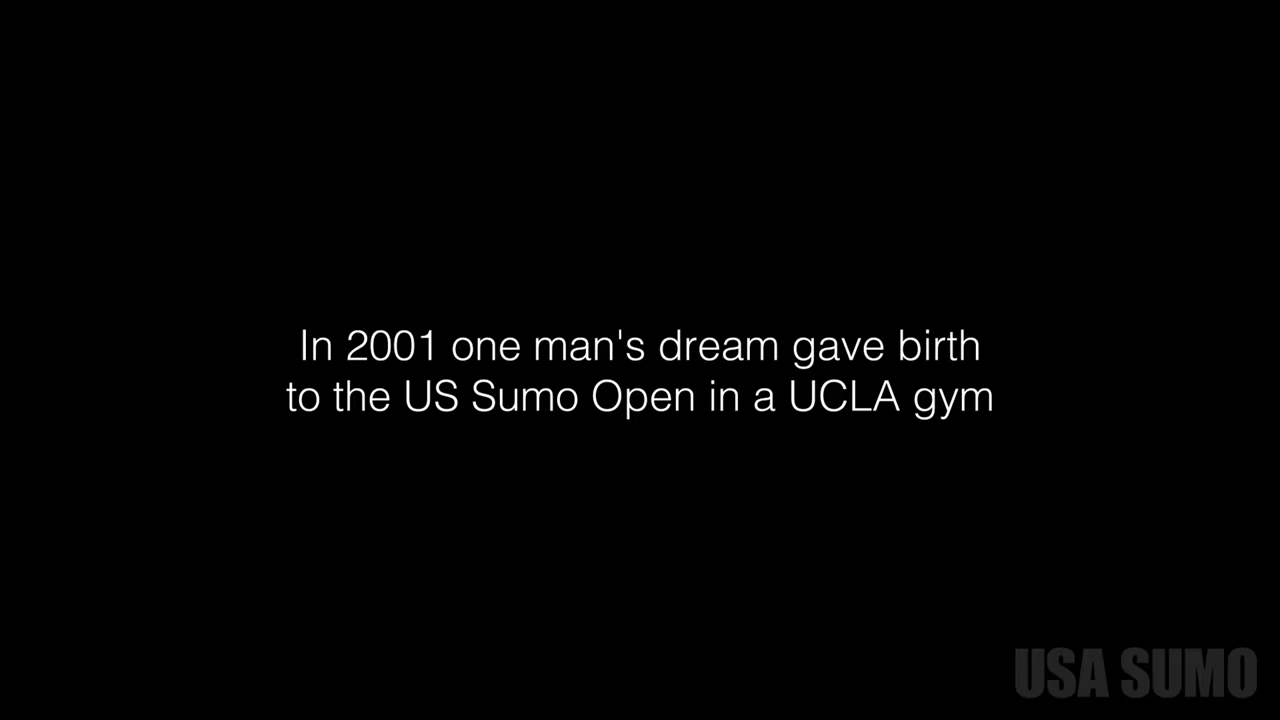 In 2001 one man's dream gave birth
to the US Sumo Open in a UCLA gym
USA SUMO